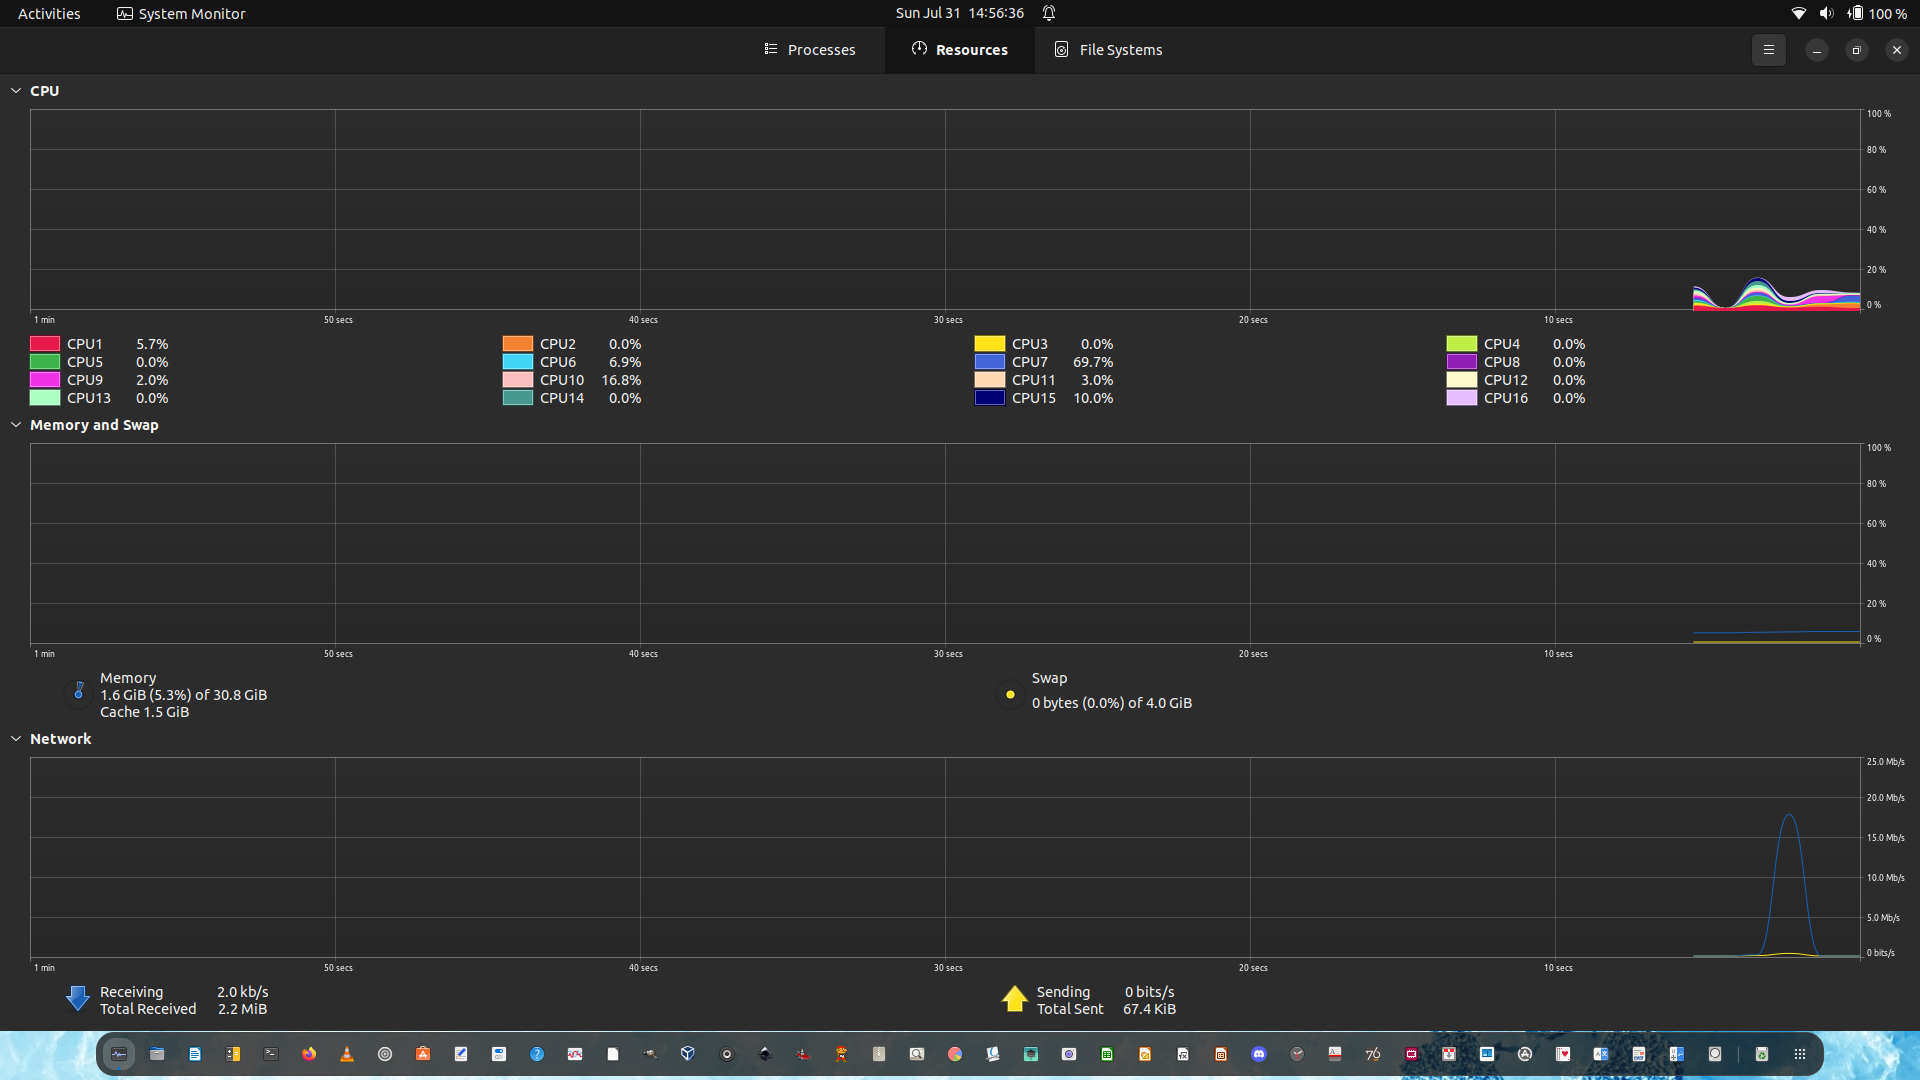 Activities System Monitor Sun Jul 31 14:56:36 100 %
Processes Resources File Systems
CPU
100 %
80 %
60 %
40 %
20 %
0 %
1 min 50 secs 40 secs 30 secs 20 secs 10 secs
CPU1 5.7% CPU2 0.0% CPU3 0.0% CPU4 0.0%
CPU5 0.0% CPU6 6.9% CPU7 69.7% CPU8 0.0%
CPU9 2.0% CPU10 16.8% CPU11 3.0% CPU12 0.0%
CPU13 0.0% CPU14 0.0% CPU15 10.0% CPU16 0.0%
Memory and Swap
100 %
80 %
60 %
40 %
20 %
0 %
1 min 50 secs 40 secs 30 secs 20 secs 10 secs
Memory Swap
1.6 GiB (5.3%) of 30.8 GiB 0 bytes (0.0%) of 4.0 GiB
Cache 1.5 GiB
Network
25.0 Mb/s
20.0 Mb/s
15.0 Mb/s
10.0 Mb/s
5.0 Mb/s
0 bits/s
1 min 50 secs 40 secs 30 secs 20 secs 10 secs
Receiving 2.0 kb/s Sending 0 bits/s
Total Received 2.2 MiB Total Sent 67.4 KiB